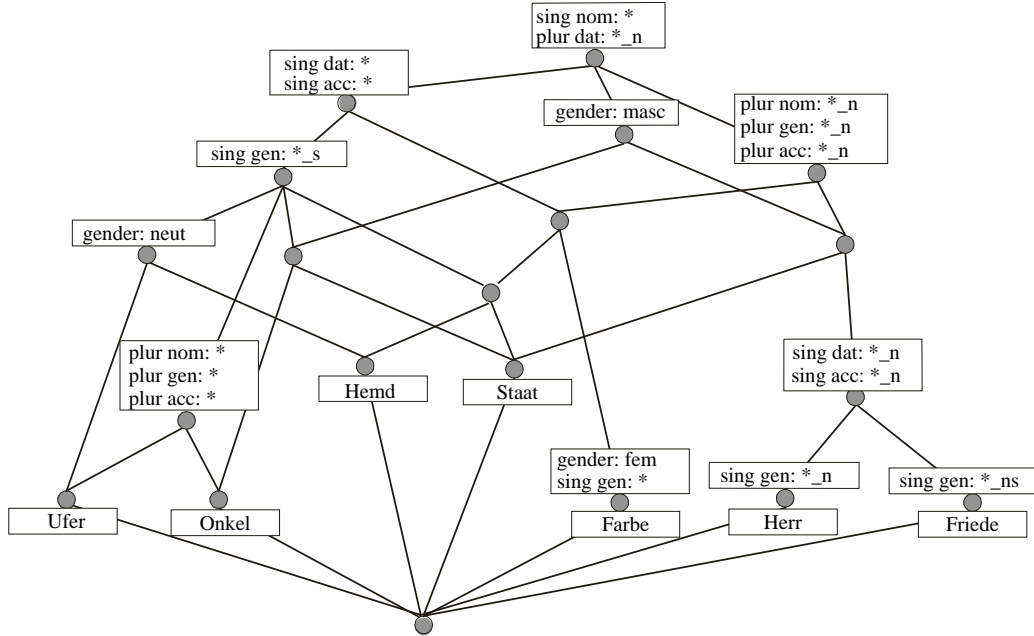 sing nom: *
plur dat: *_n
sing dat: *
sing acc: *
gender: masc
plur nom: *_n
plur gen: *_n
plur acc: *_n
sing gen: *_s
gender: neut
plur nom: *
plur gen: *
plur acc: *
sing dat: *_n
sing acc: *_n
Hemd
Staat
gender: fem
sing gen: *
sing gen: *_n
sing gen: *_ns
Ufer
Onkel
Farbe
Herr
Friede